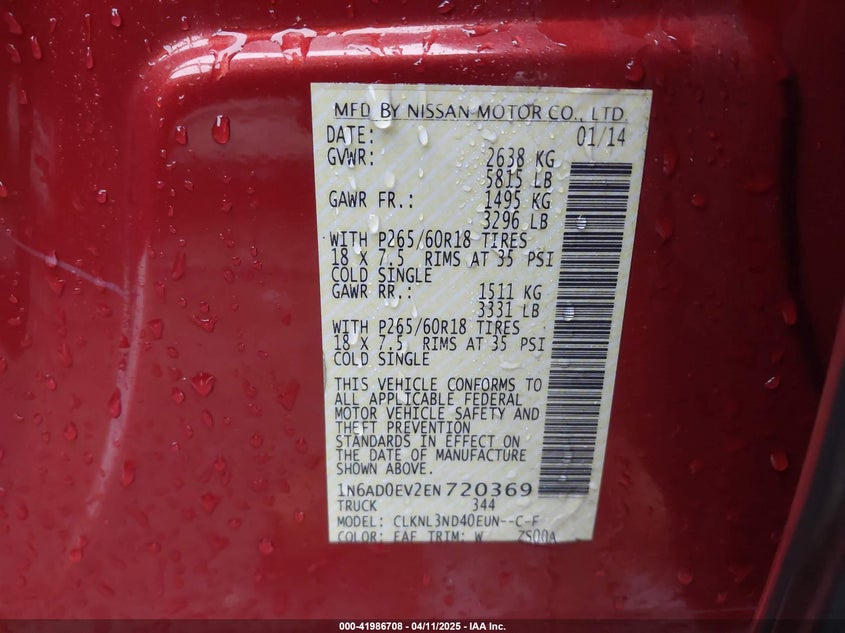 MFD BY NISSAN MOTOR CO., LTD.
DATE: 01/14
GVWR: 2638 KG
5815 LB
GAWR FR.: 1495 KG
3296 LB
WITH P265/60R18 TIRES
18 X 7.5 RIMS AT 35 PSI
COLD SINGLE
GAWR RR.: 1511 KG
3331 LB
WITH P265/60R18 TIRES
18 X 7.5 RIMS AT 35 PSI
COLD SINGLE
THIS VEHICLE CONFORMS TO
ALL APPLICABLE FEDERAL
MOTOR VEHICLE SAFETY AND
THEFT PREVENTION
STANDARDS IN EFFECT ON
THE DATE OF MANUFACTURE
SHOWN ABOVE.
1N6AD0EV2EN720369
TRUCK 344
MODEL: CLKNL3ND40EUN--C-F
COLOR: EAF TRIM: W ZS00A
000-41986708 - 04/11/2025 - IAA Inc.